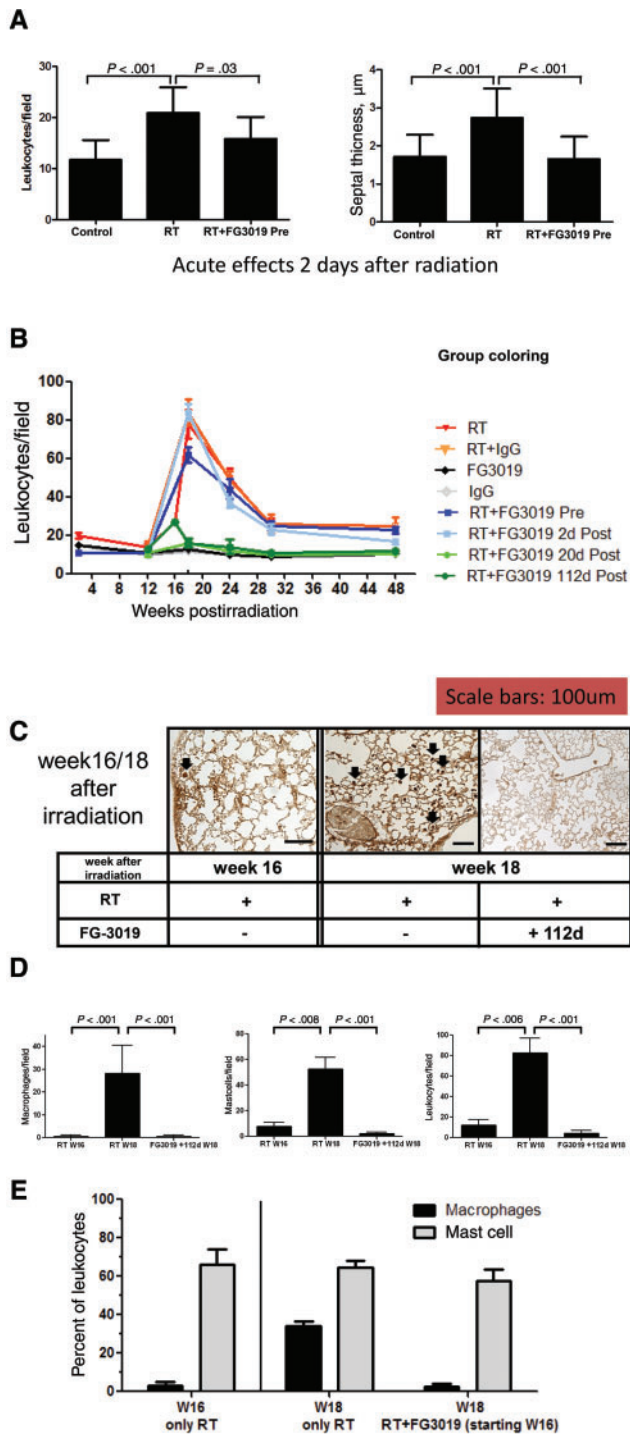 A
P < .001
P = .03
Leukocytes/field
30
20
10
0
Control
RT
RT+FG3019 Pre
P < .001
P < .001
Septal thicness, μm
4
3
2
1
0
Control
RT
RT+FG3019 Pre
Acute effects 2 days after radiation
B
Group coloring
Leukocytes/field
100
80
60
40
20
0
4 8 12 16 20 24 28 32 36 40 44 48
Weeks postirradiation
RT
RT+IgG
FG3019
IgG
RT+FG3019 Pre
RT+FG3019 2d Post
RT+FG3019 20d Post
RT+FG3019 112d Post
Scale bars: 100um
C
week16/18
after
irradiation
week after
irradiation
week 16
week 18
RT
+
+
+
FG-3019
-
-
+ 112d
D
P < .001
P < .001
Macrophages/field
40
30
20
10
0
RT W16
RT W18
FG3019 +112d W18
P < .008
P < .001
Mastcells/field
80
60
40
20
0
RT W16
RT W18
FG3019 +112d W18
P < .006
P < .001
Leukocytes/field
100
80
60
40
20
0
RT W16
RT W18
FG3019 +112d W18
E
Percent of leukocytes
100
80
60
40
20
0
Macrophages
Mast cell
W16
only RT
W18
only RT
W18
RT+FG3019 (starting W16)